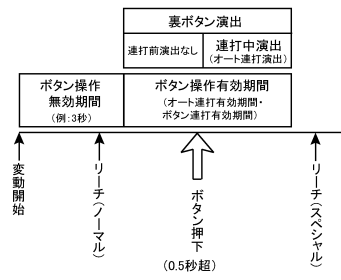 裏ボタン演出
連打前演出なし
連打中演出
(オート連打演出)
ボタン操作
無効期間
(例:3秒)
ボタン操作有効期間
(オート連打有効期間・
ボタン連打有効期間)
変動開始
リーチ(ノーマル)
ボタン押下
(0.5秒超)
リーチ(スペシャル)